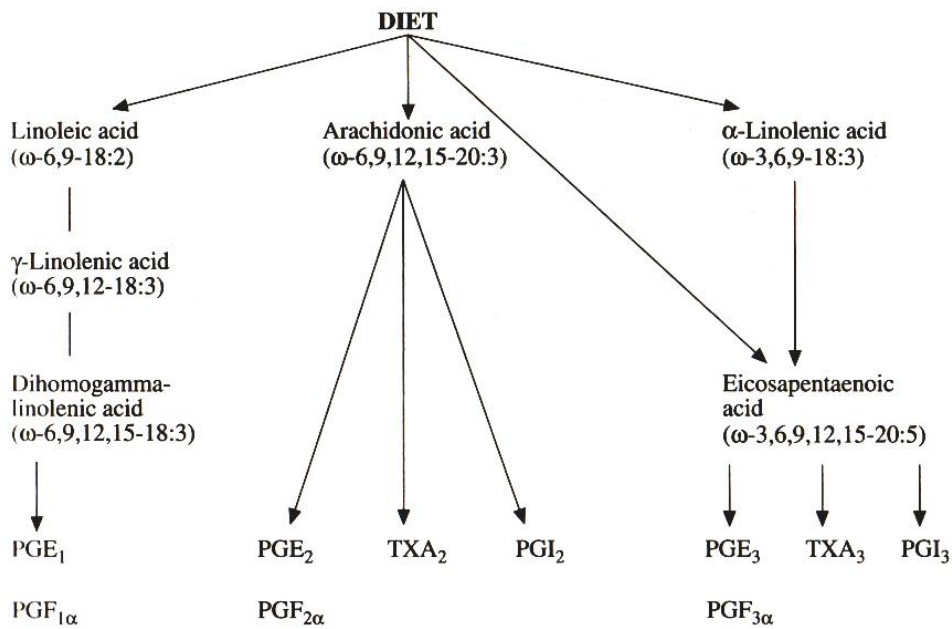 DIET
Linoleic acid
(ω-6,9-18:2)
Arachidonic acid
(ω-6,9,12,15-20:3)
α-Linolenic acid
(ω-3,6,9-18:3)
γ-Linolenic acid
(ω-6,9,12-18:3)
Dihomogamma-
linolenic acid
(ω-6,9,12,15-18:3)
Eicosapentaenoic
acid
(ω-3,6,9,12,15-20:5)
PGE₁
PGE₂
TXA₂
PGI₂
PGE₃
TXA₃
PGI₃
PGF₁α
PGF₂α
PGF₃α